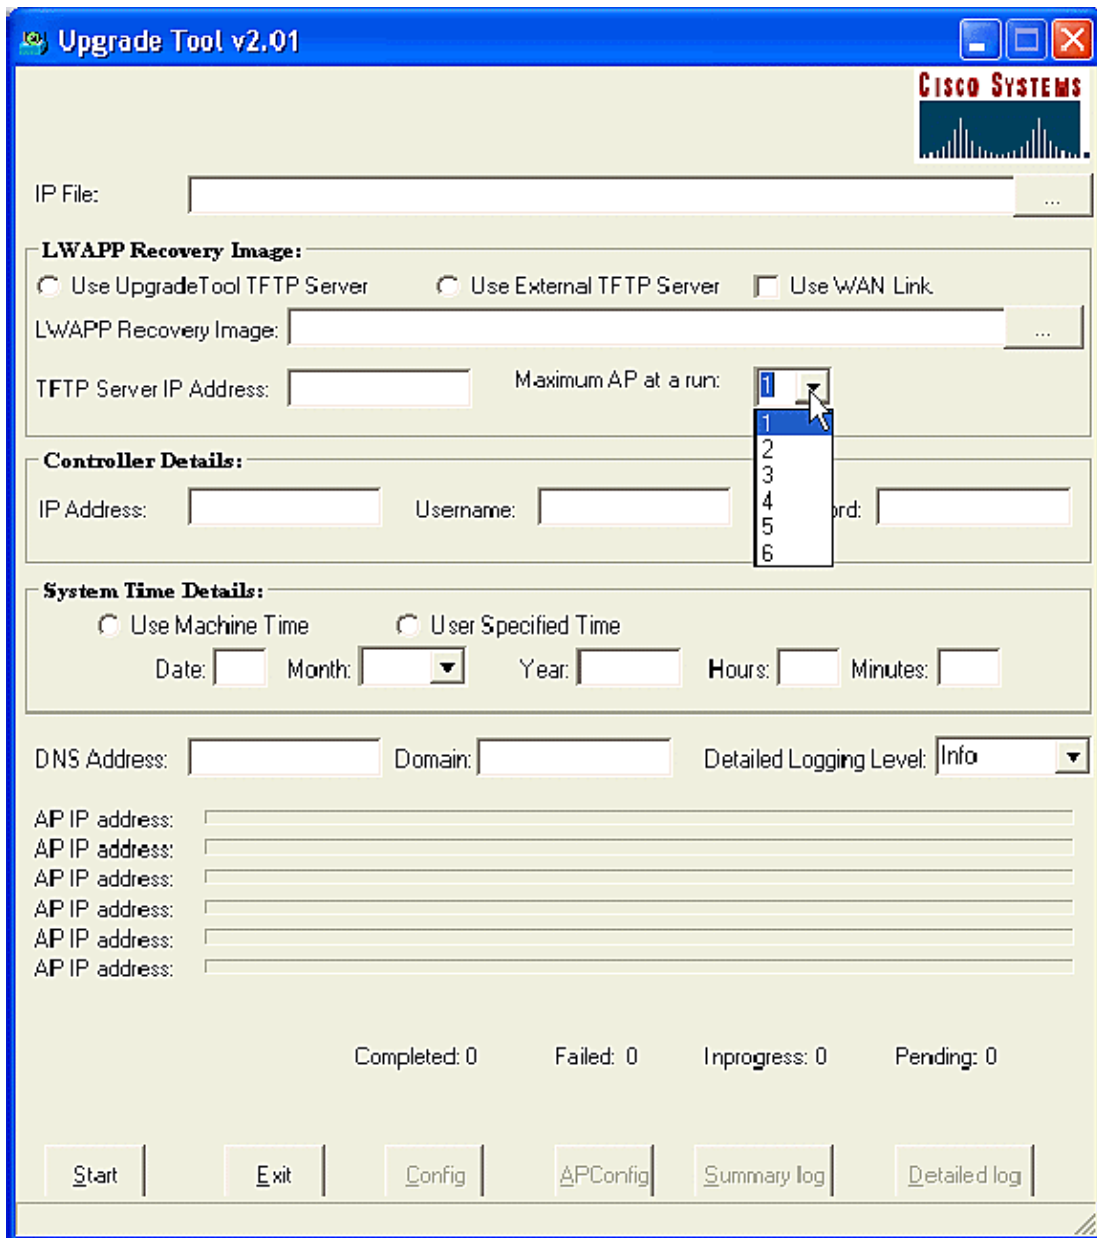 Upgrade Tool v2.01
CISCO SYSTEMS
IP File:
...
LWAPP Recovery Image:
Use UpgradeTool TFTP Server
Use External TFTP Server
Use WAN Link
LWAPP Recovery Image:
...
TFTP Server IP Address:
Maximum AP at a run:
1
1
2
3
4
5
6
Controller Details:
IP Address:
Username:
ord:
System Time Details:
Use Machine Time
User Specified Time
Date:
Month:
Year:
Hours:
Minutes:
DNS Address:
Domain:
Detailed Logging Level:
Info
AP IP address:
AP IP address:
AP IP address:
AP IP address:
AP IP address:
AP IP address:
Completed: 0
Failed: 0
Inprogress: 0
Pending: 0
Start
Exit
Config
APConfig
Summary log
Detailed log